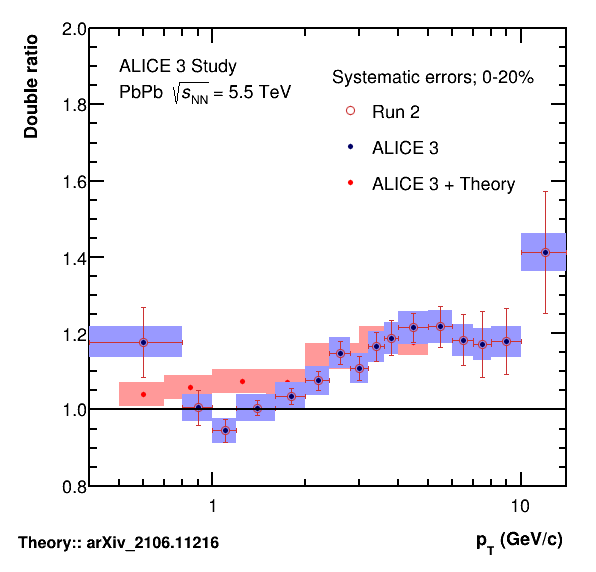 Double ratio
2.0
1.8
1.6
1.4
1.2
1.0
0.8
ALICE 3 Study
PbPb √sNN = 5.5 TeV
Systematic errors; 0-20%
Run 2
ALICE 3
ALICE 3 + Theory
1
10
Theory:: arXiv_2106.11216
pT (GeV/c)